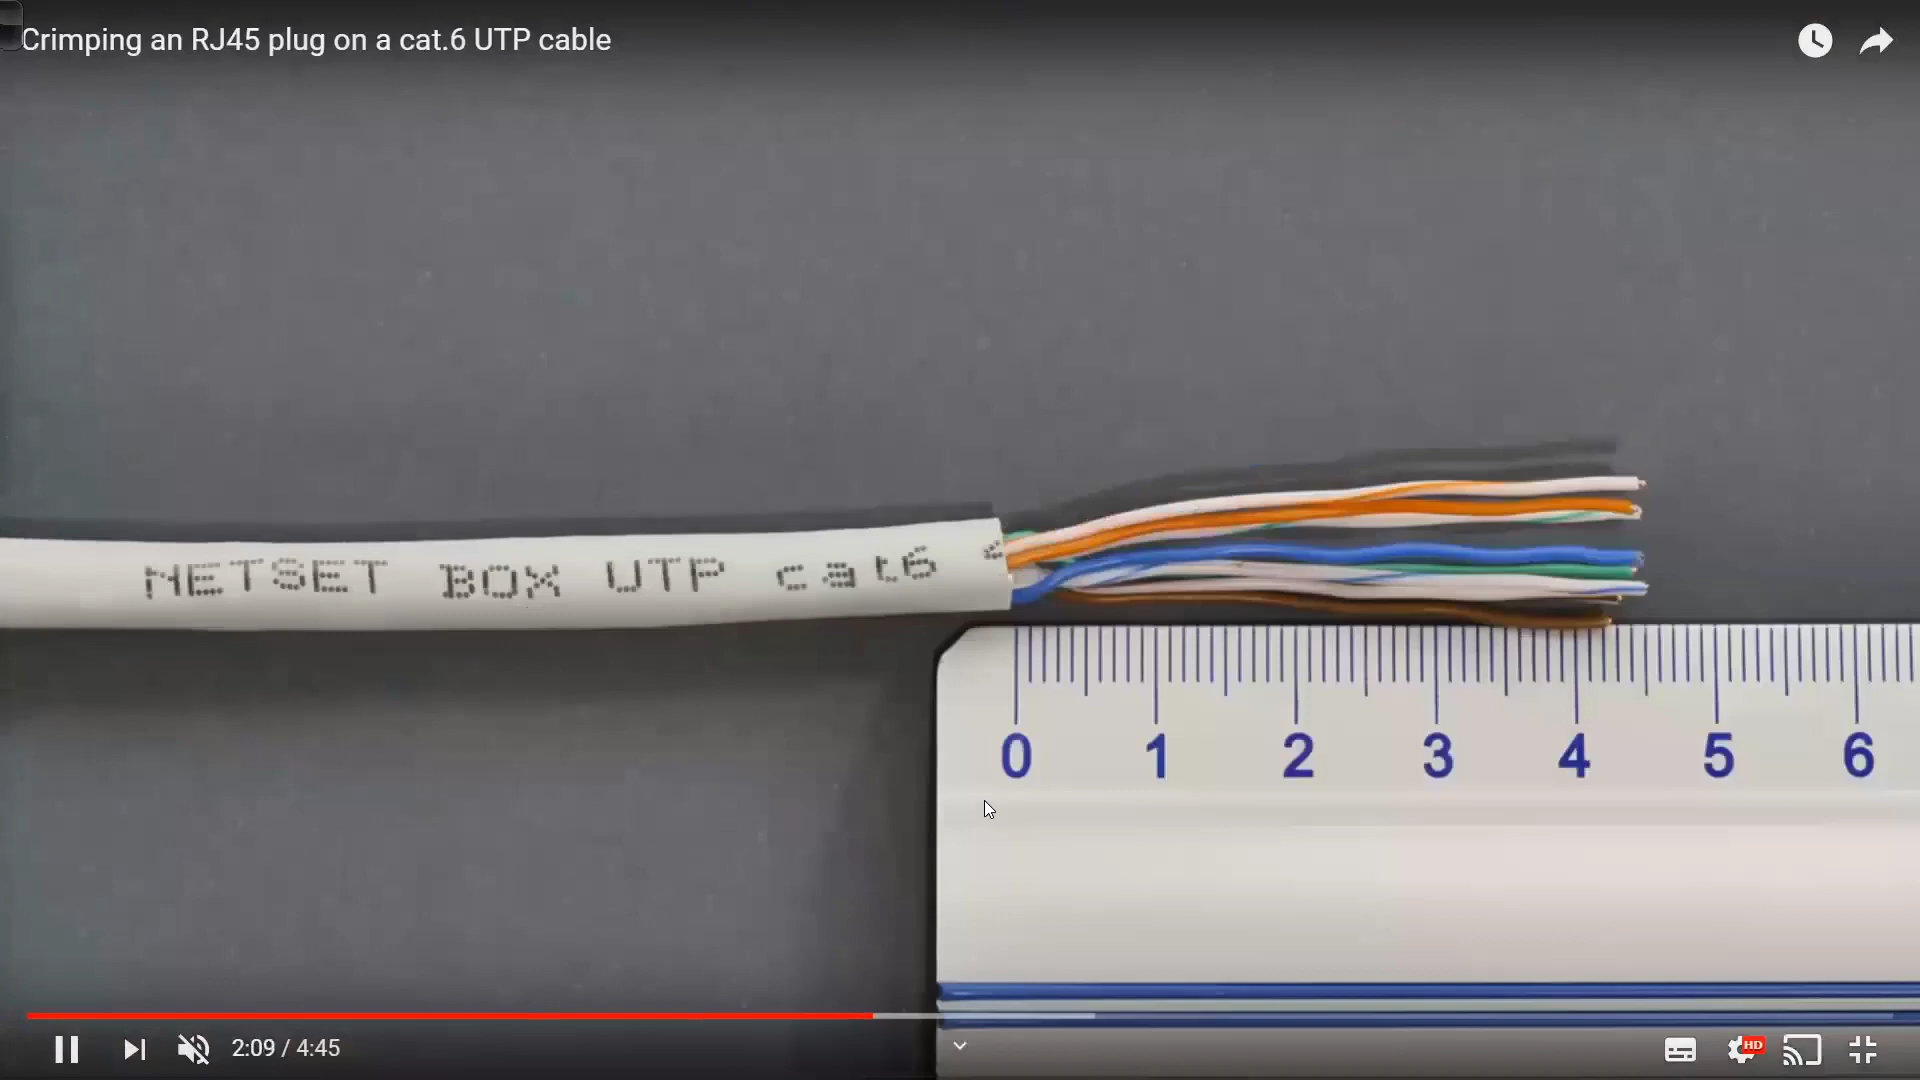 Crimping an RJ45 plug on a cat.6 UTP cable
NETSET BOX UTP cat6
0 1 2 3 4 5 6
HD
2:09 / 4:45